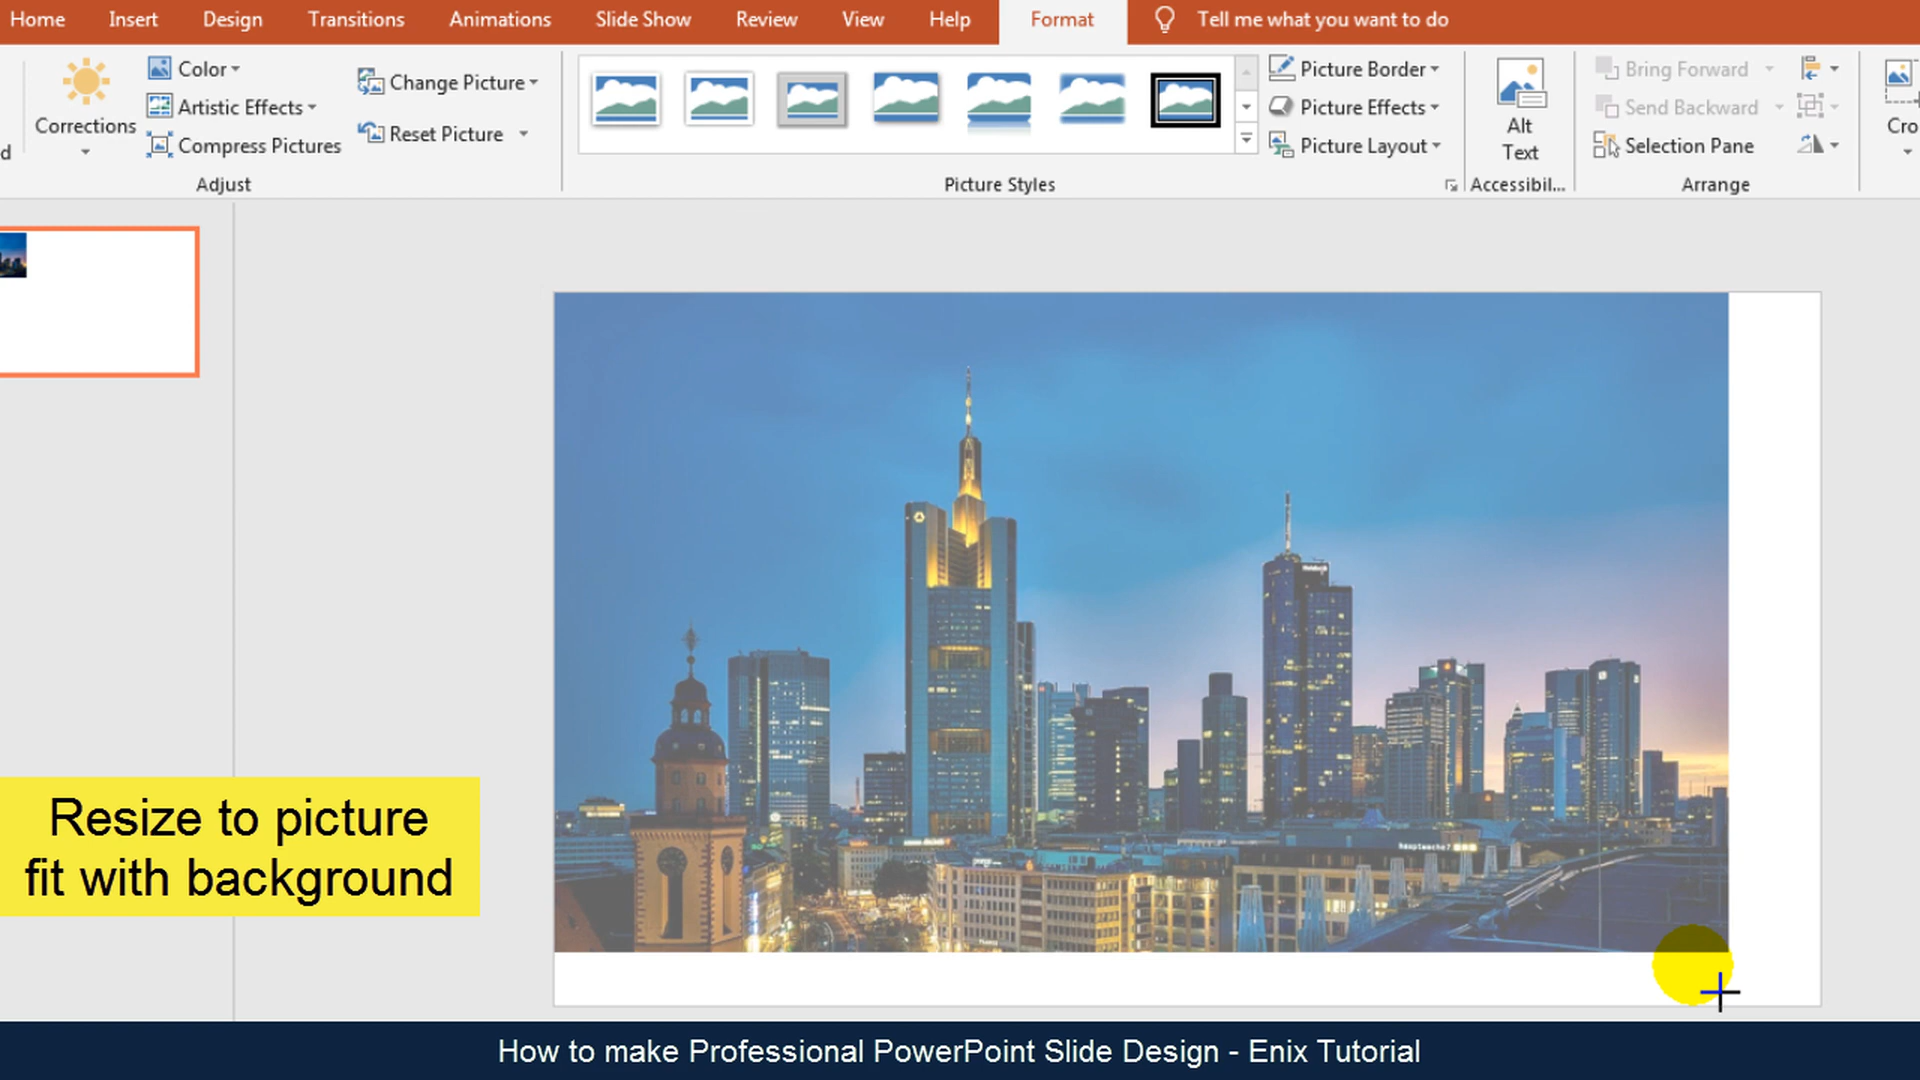 Home Insert Design Transitions Animations Slide Show Review View Help Format Tell me what you want to do
Color
Artistic Effects
Compress Pictures
Corrections
d
Change Picture
Reset Picture
Adjust
Picture Styles
Picture Border
Picture Effects
Picture Layout
Alt
Text
Accessibil...
Bring Forward
Send Backward
Selection Pane
Arrange
Cro
Resize to picture
fit with background
How to make Professional PowerPoint Slide Design - Enix Tutorial